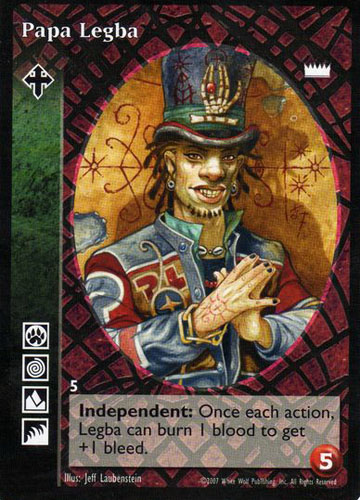 Papa Legba
5
Independent: Once each action,
Legba can burn 1 blood to get
+1 bleed.
5
Illus: Jeff Laubenstein
©2007 White Wolf Publishing, Inc. All Rights Reserved